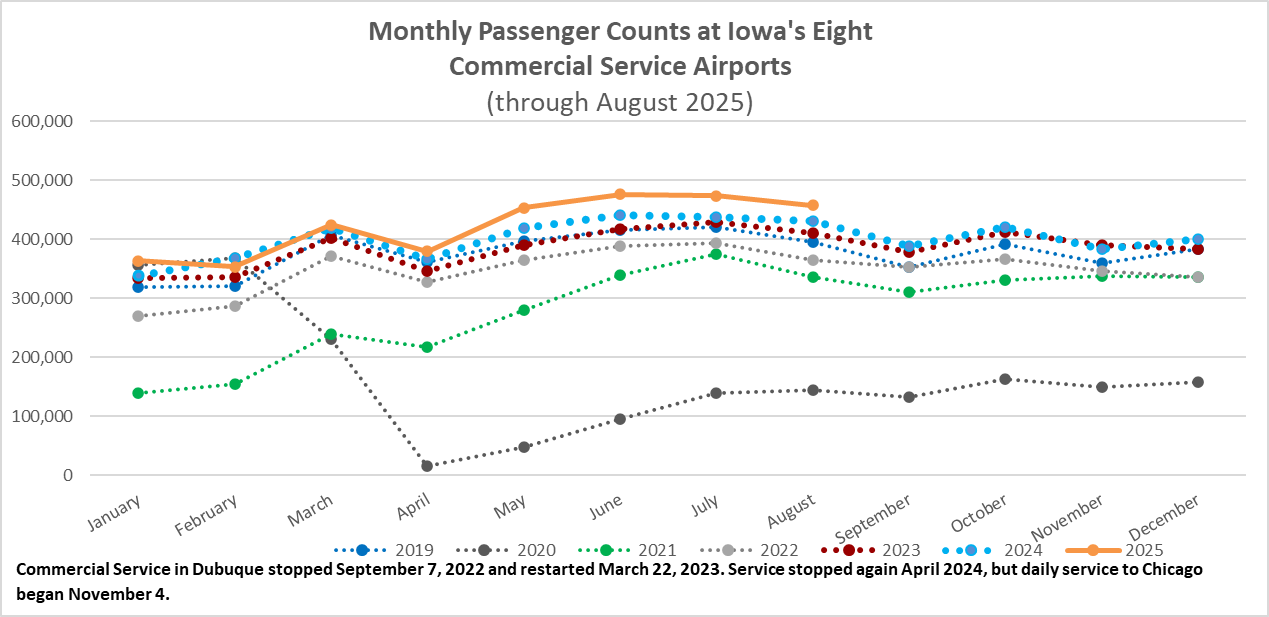 Monthly Passenger Counts at Iowa's Eight
Commercial Service Airports
(through August 2025)
600,000
500,000
400,000
300,000
200,000
100,000
0
January
February
March
April
May
June
July
August
September
October
November
December
2019
2020
2021
2022
2023
2024
2025
Commercial Service in Dubuque stopped September 7, 2022 and restarted March 22, 2023. Service stopped again April 2024, but daily service to Chicago
began November 4.